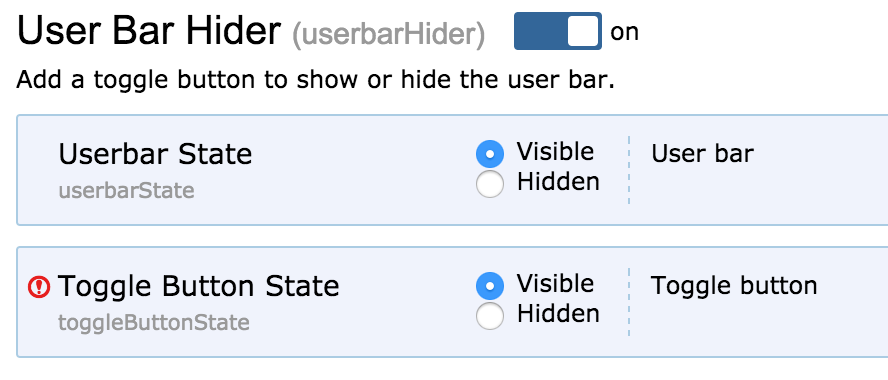 User Bar Hider (userbarHider) on
Add a toggle button to show or hide the user bar.
Userbar State
userbarState
Visible
Hidden
User bar
Toggle Button State
toggleButtonState
Visible
Hidden
Toggle button